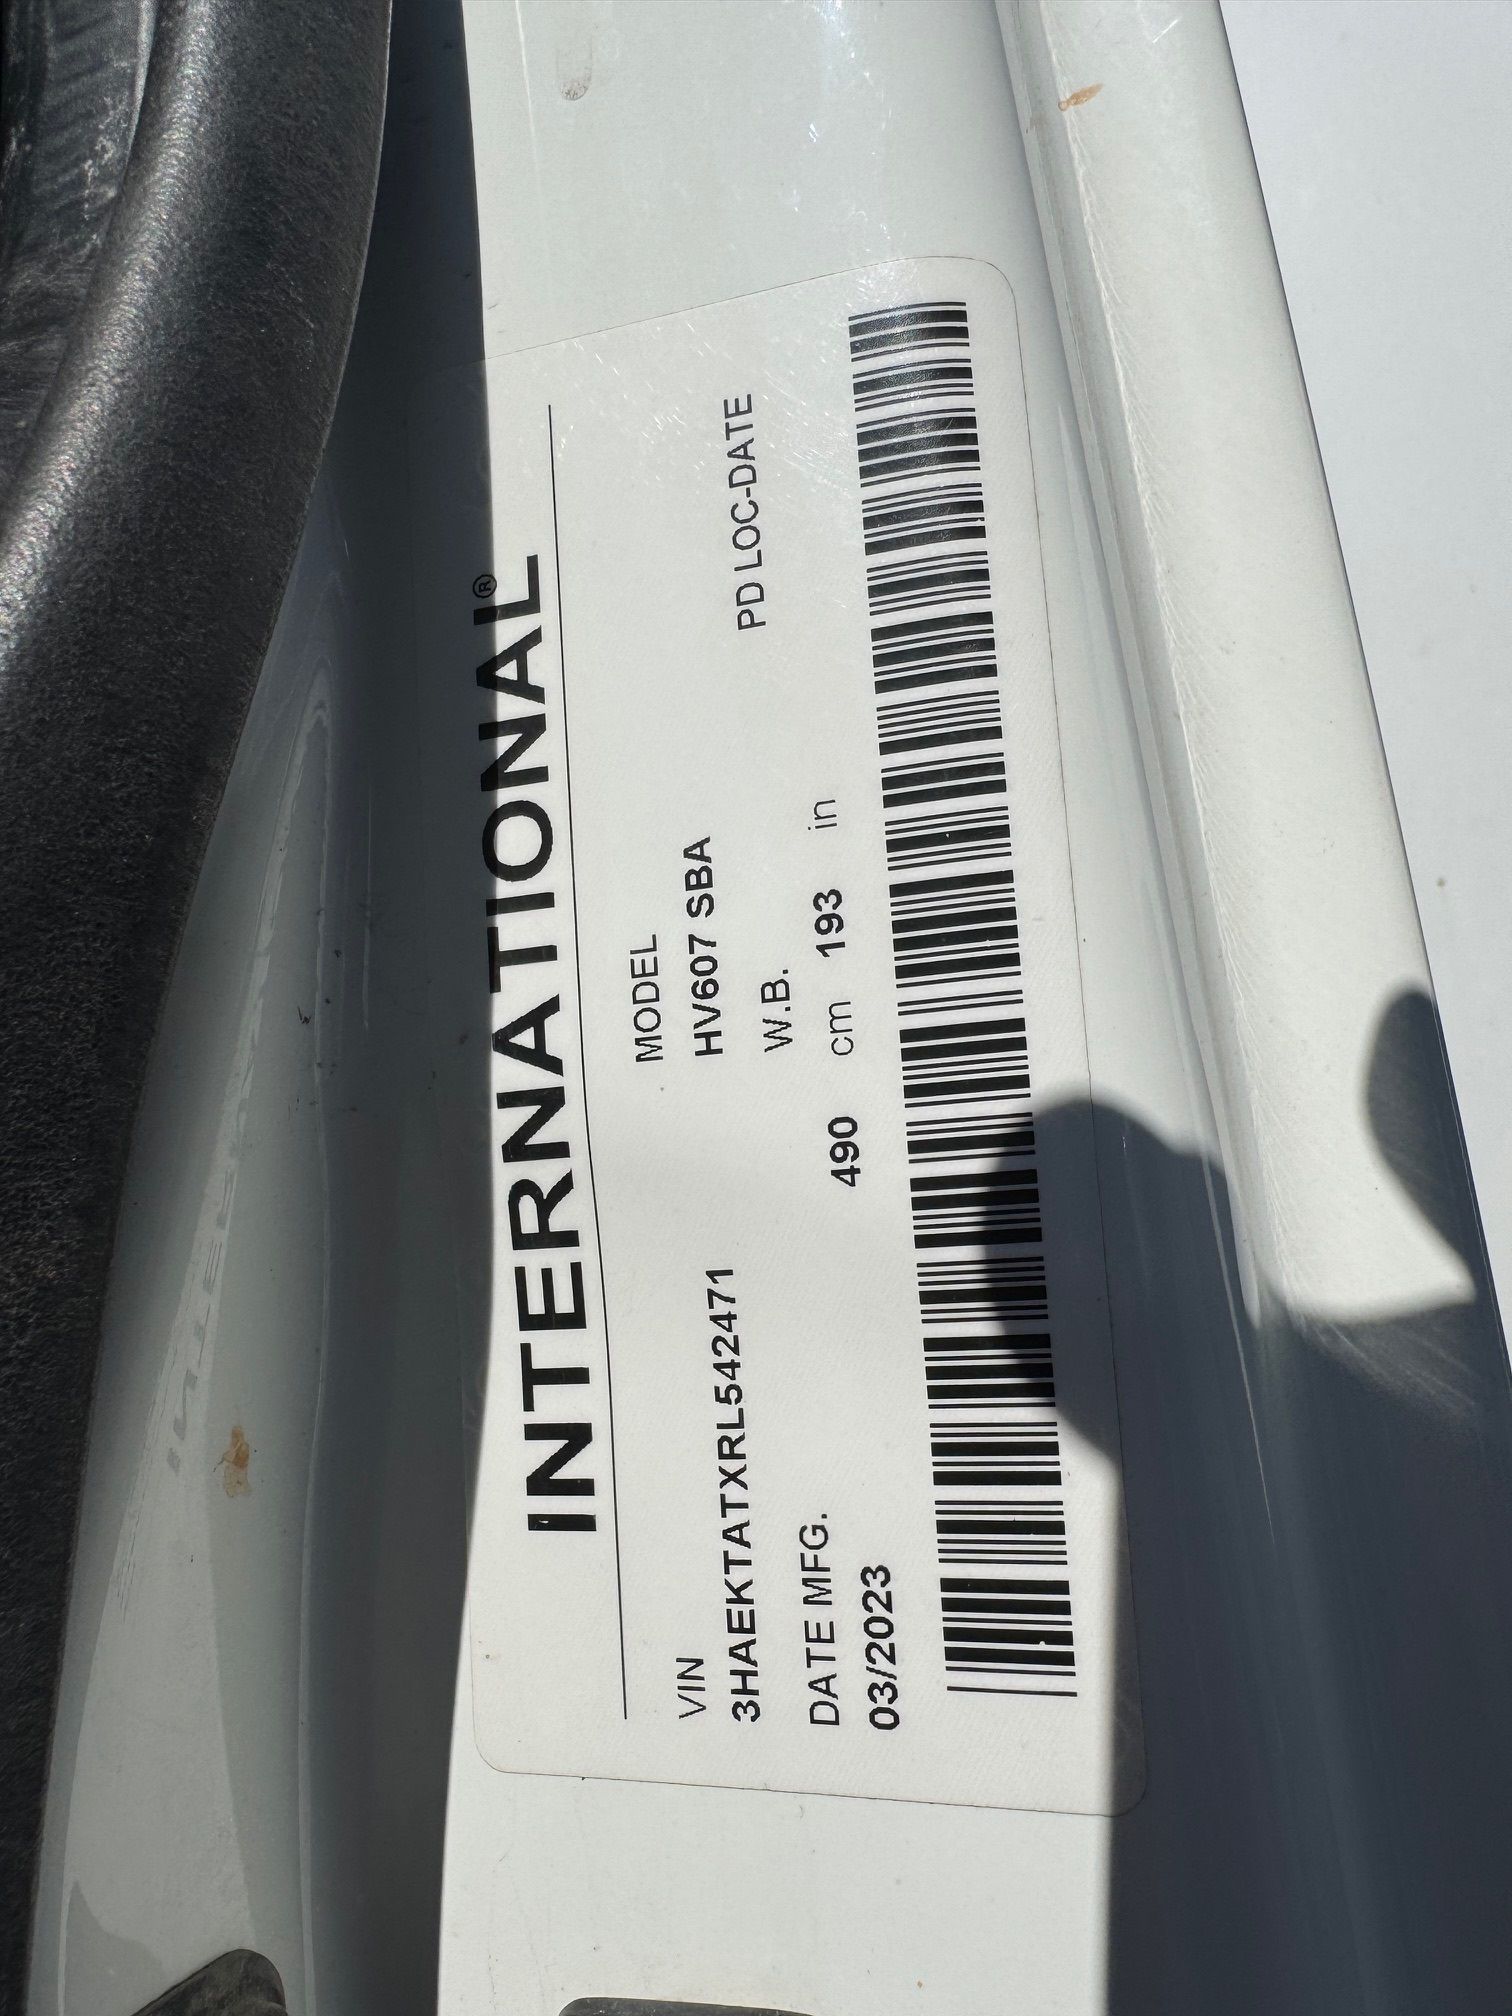 INTERNATIONAL®
VIN
3HAEKTATXRL542471
MODEL
HV607 SBA
DATE MFG.
03/2023
W.B.
490 cm 193 in
PD LOC-DATE